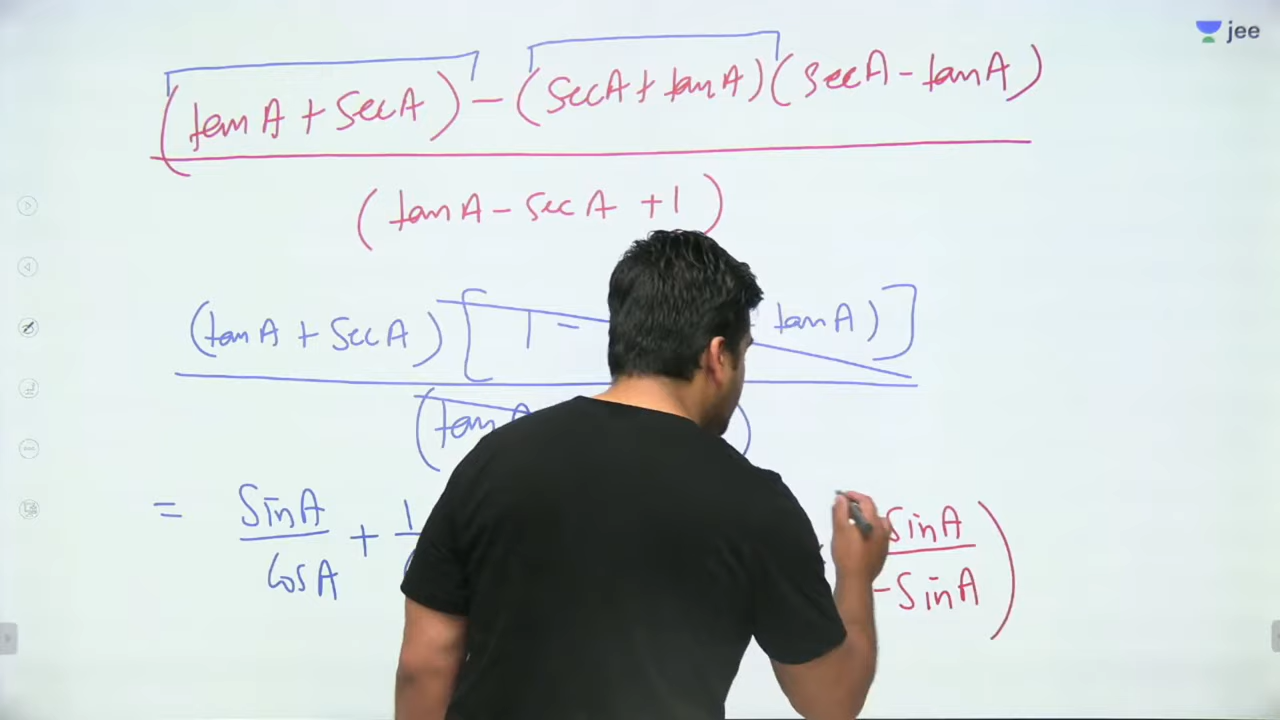 jee
(tanA + SecA) - (SecA + tanA)(SecA - tanA)
(tanA - SecA + 1)
(tanA + SecA) [ 1 - tanA) ]
(tanA )
= SinA + 1 SinA )
CosA - SinA